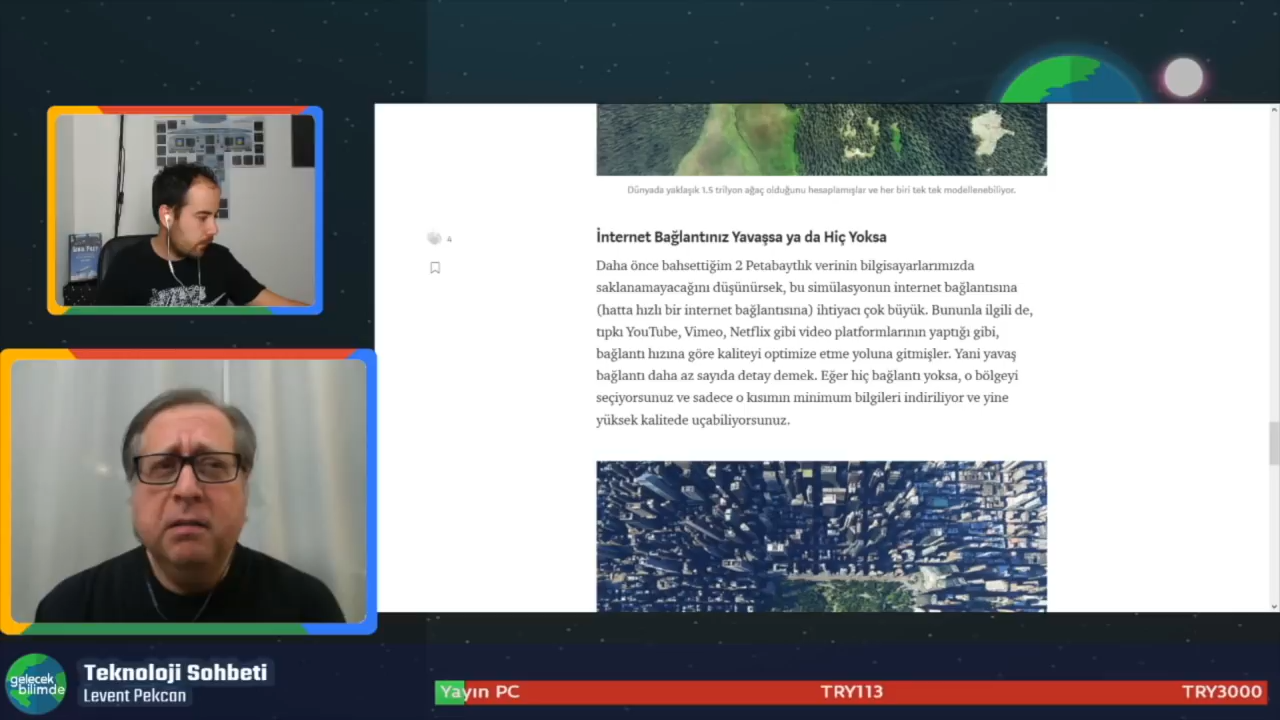 Dünyada yaklaşık 1.5 trilyon ağaç olduğunu hesaplamışlar ve her biri tek tek modellenebiliyor.
4
İnternet Bağlantınız Yavaşsa ya da Hiç Yoksa
Daha önce bahsettiğim 2 Petabaytlık verinin bilgisayarlarımızda
saklanamayacağını düşünürsek, bu simülasyonun internet bağlantısına
(hatta hızlı bir internet bağlantısına) ihtiyacı çok büyük. Bununla ilgili de,
tıpkı YouTube, Vimeo, Netflix gibi video platformlarının yaptığı gibi,
bağlantı hızına göre kaliteyi optimize etme yoluna gitmişler. Yani yavaş
bağlantı daha az sayıda detay demek. Eğer hiç bağlantı yoksa, o bölgeyi
seçiyorsunuz ve sadece o kısımın minimum bilgileri indiriliyor ve yine
yüksek kalitede uçabiliyorsunuz.
gelecek
bilimde
Teknoloji Sohbeti
Levent Pekcan
Yayın PC TRY113 TRY3000